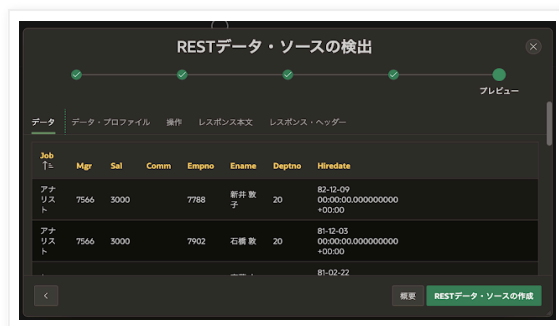 RESTデータ・ソースの検出
プレビュー
データ データ・プロファイル 操作 レスポンス本文 レスポンス・ヘッダー
Job Mgr Sal Comm Empno Ename Deptno Hiredate
アナリスト 7566 3000 7788 新井 敦子 20 82-12-09 00:00:00.000000000 +00:00
アナリスト 7566 3000 7902 石橋 敦 20 81-12-03 00:00:00.000000000 +00:00
81-02-22
概要 RESTデータ・ソースの作成